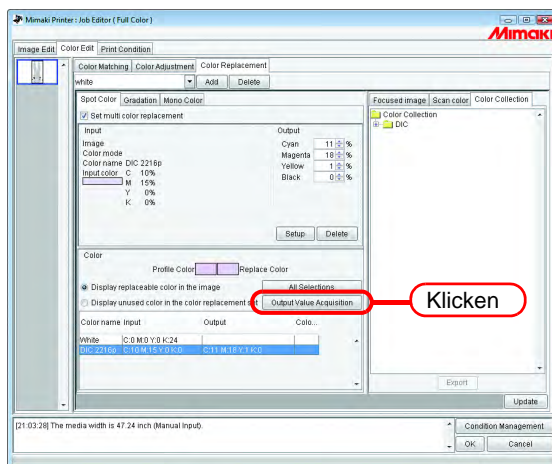 Mimaki Printer : Job Editor ( Full Color )
Mimaki
Image Edit Color Edit Print Condition
Color Matching Color Adjustment Color Replacement
white Add Delete
Spot Color Gradation Mono Color
Set multi color replacement
Input
Image
Color mode
Color name DIC 2216p
Input color C 10%
M 15%
Y 0%
K 0%
Output
Cyan 11 %
Magenta 18 %
Yellow 1 %
Black 0 %
Setup Delete
Color
Profile Color Replace Color
Display replaceable color in the image All Selections
Display unused color in the color replacement set Output Value Acquisition
Color name Input Output Colo...
White C:0 M:0 Y:0 K:24
DIC 2216p C:10 M:15 Y:0 K:0 C:11 M:18 Y:1 K:0
Focused image Scan color Color Collection
Color Collection
DIC
Klicken
Export
Update
[21:03:28] The media width is 47.24 inch (Manual Input).
Condition Management
OK Cancel